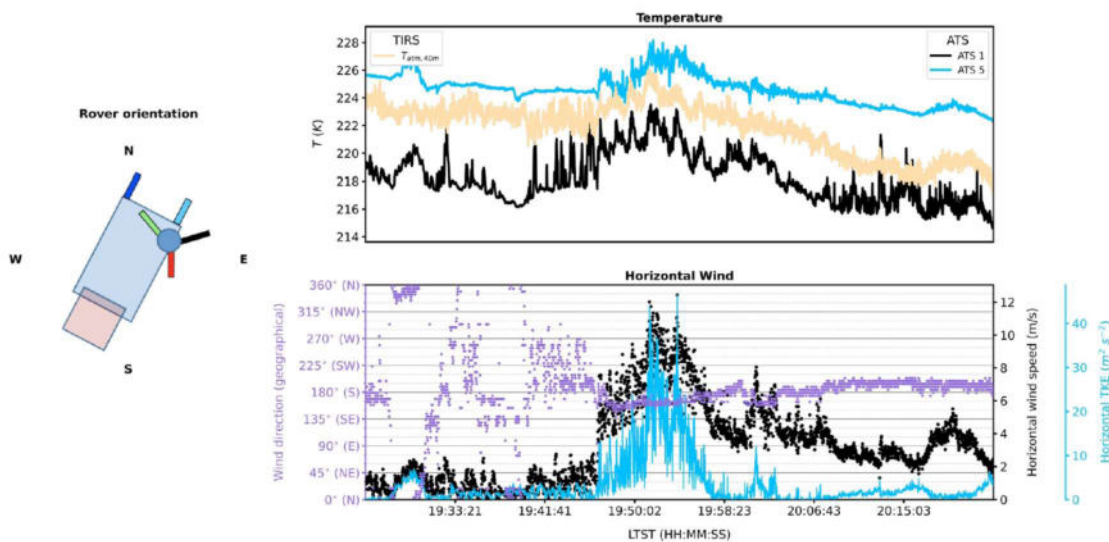 Rover orientation
N
W
E
S
Temperature
TIRS
T_atm,40m
ATS
ATS 1
ATS 5
T (K)
228
226
224
222
220
218
216
214
Horizontal Wind
Wind direction (geographical)
360° (N)
315° (NW)
270° (W)
225° (SW)
180° (S)
135° (SE)
90° (E)
45° (NE)
0° (N)
12
10
8
6
4
2
0
Horizontal wind speed (m/s)
40
30
20
10
0
Horizontal TKE (m² s⁻²)
19:33:21
19:41:41
19:50:02
19:58:23
20:06:43
20:15:03
LTST (HH:MM:SS)